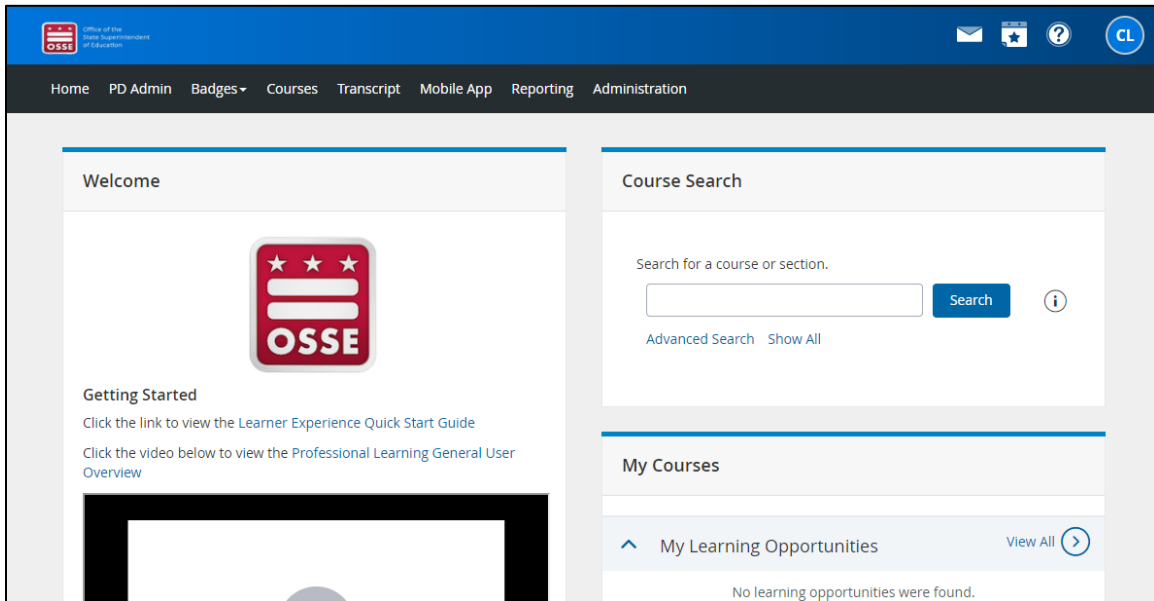 OSSE
Office of the
State Superintendent
of Education
CL
Home PD Admin Badges Courses Transcript Mobile App Reporting Administration
Welcome
OSSE
Getting Started
Click the link to view the Learner Experience Quick Start Guide
Click the video below to view the Professional Learning General User
Overview
Course Search
Search for a course or section.
Search
Advanced Search Show All
My Courses
My Learning Opportunities
View All
No learning opportunities were found.